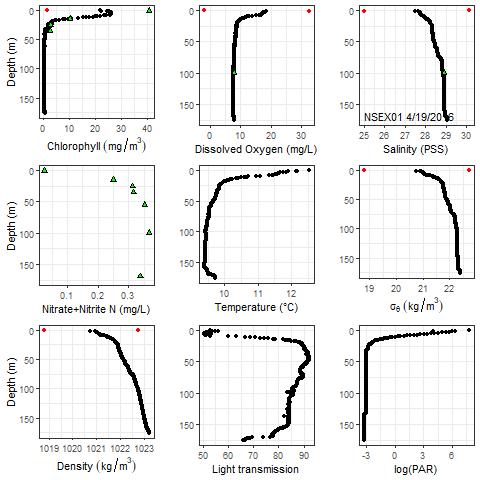 Depth (m)
0
50
100
150
0 10 20 30 40
Chlorophyll (mg/m³)
0
50
100
150
0 10 20 30
Dissolved Oxygen (mg/L)
0
50
100
150
NSEX01 4/19/2016
25 26 27 28 29 30
Salinity (PSS)
Depth (m)
0
50
100
150
0.1 0.2 0.3
Nitrate+Nitrite N (mg/L)
0
50
100
150
10 11 12
Temperature (°C)
0
50
100
150
19 20 21 22
σθ (kg/m³)
Depth (m)
0
50
100
150
1019 1020 1021 1022 1023
Density (kg/m³)
0
50
100
150
50 60 70 80 90
Light transmission
0
50
100
150
-3 0 3 6
log(PAR)